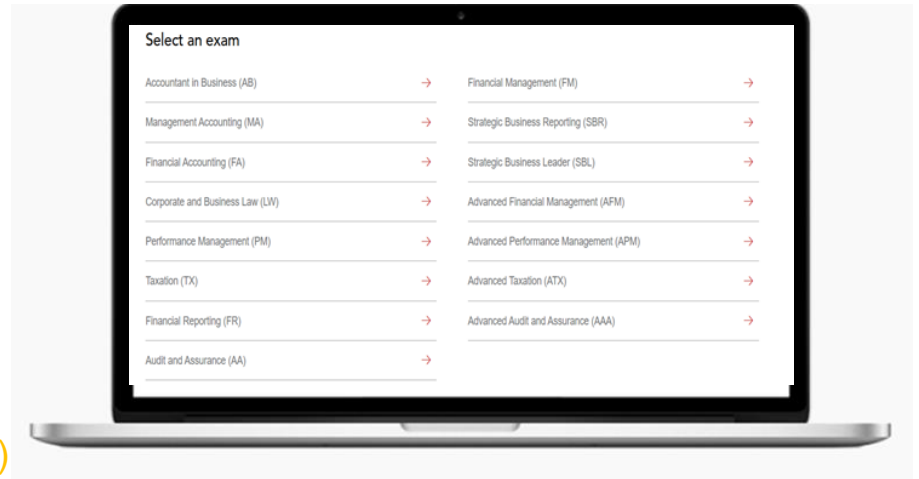 Select an exam
Accountant in Business (AB)
Management Accounting (MA)
Financial Accounting (FA)
Corporate and Business Law (LW)
Performance Management (PM)
Taxation (TX)
Financial Reporting (FR)
Audit and Assurance (AA)
Financial Management (FM)
Strategic Business Reporting (SBR)
Strategic Business Leader (SBL)
Advanced Financial Management (AFM)
Advanced Performance Management (APM)
Advanced Taxation (ATX)
Advanced Audit and Assurance (AAA)